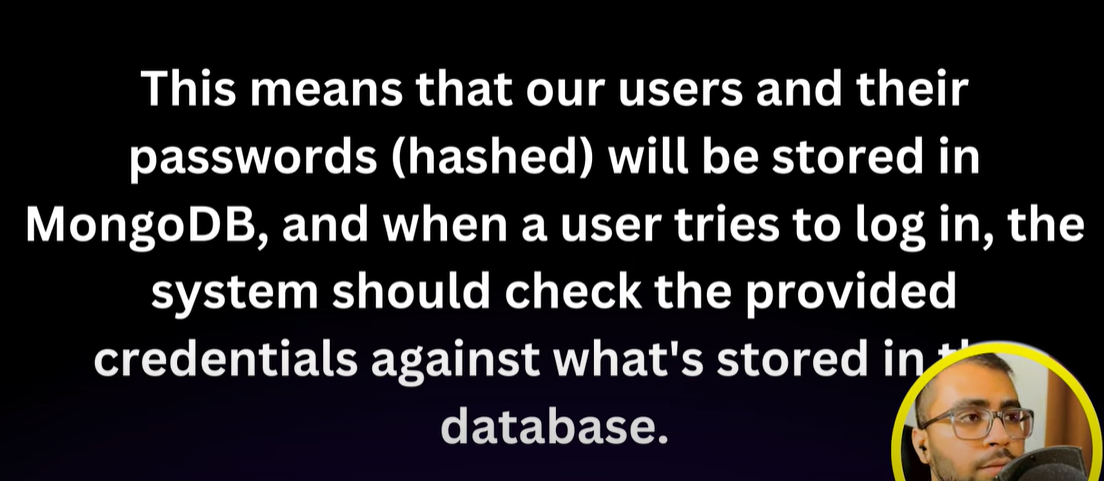 This means that our users and their
passwords (hashed) will be stored in
MongoDB, and when a user tries to log in, the
system should check the provided
credentials against what's stored in
database.